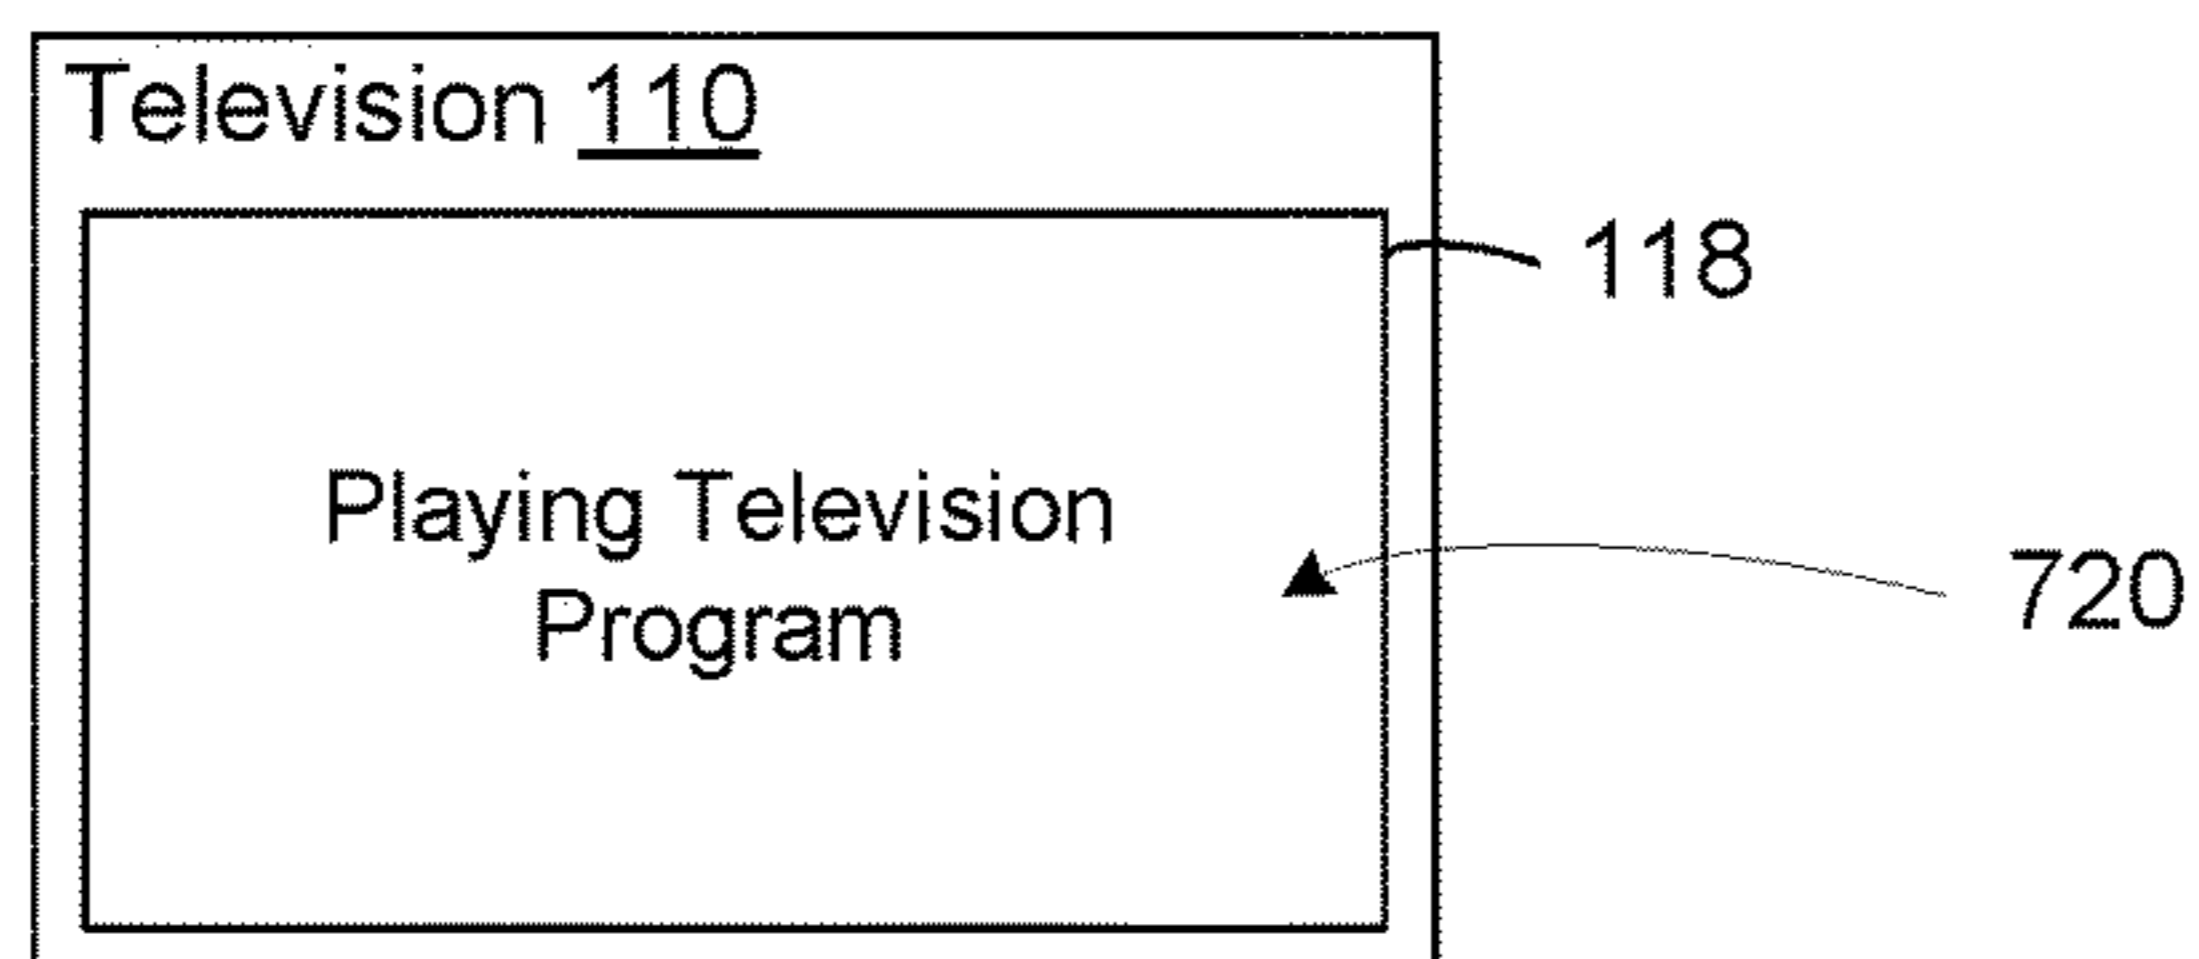 Television 110
118
Playing Television
Program
720